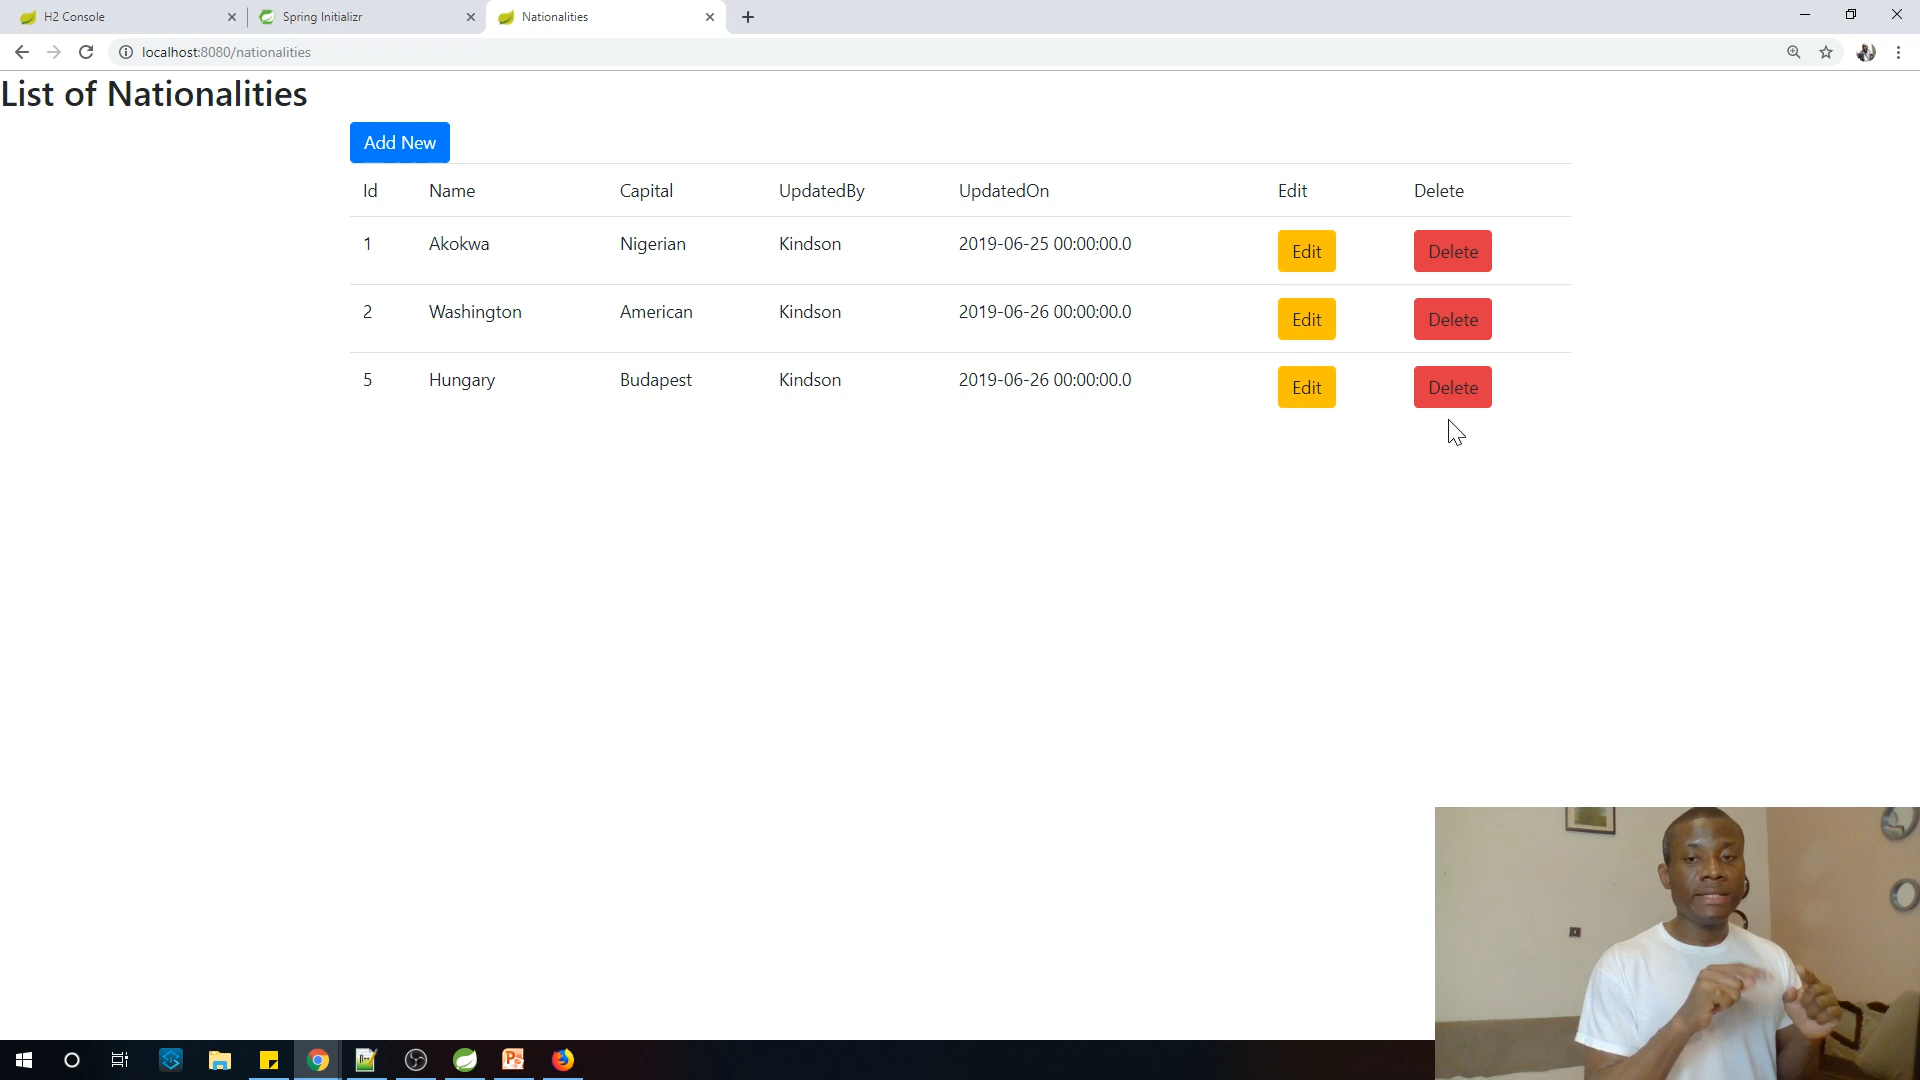 H2 Console
Spring Initializr
Nationalities
localhost:8080/nationalities
List of Nationalities
Add New
Id Name Capital UpdatedBy UpdatedOn Edit Delete
1 Akokwa Nigerian Kindson 2019-06-25 00:00:00.0 Edit Delete
2 Washington American Kindson 2019-06-26 00:00:00.0 Edit Delete
5 Hungary Budapest Kindson 2019-06-26 00:00:00.0 Edit Delete